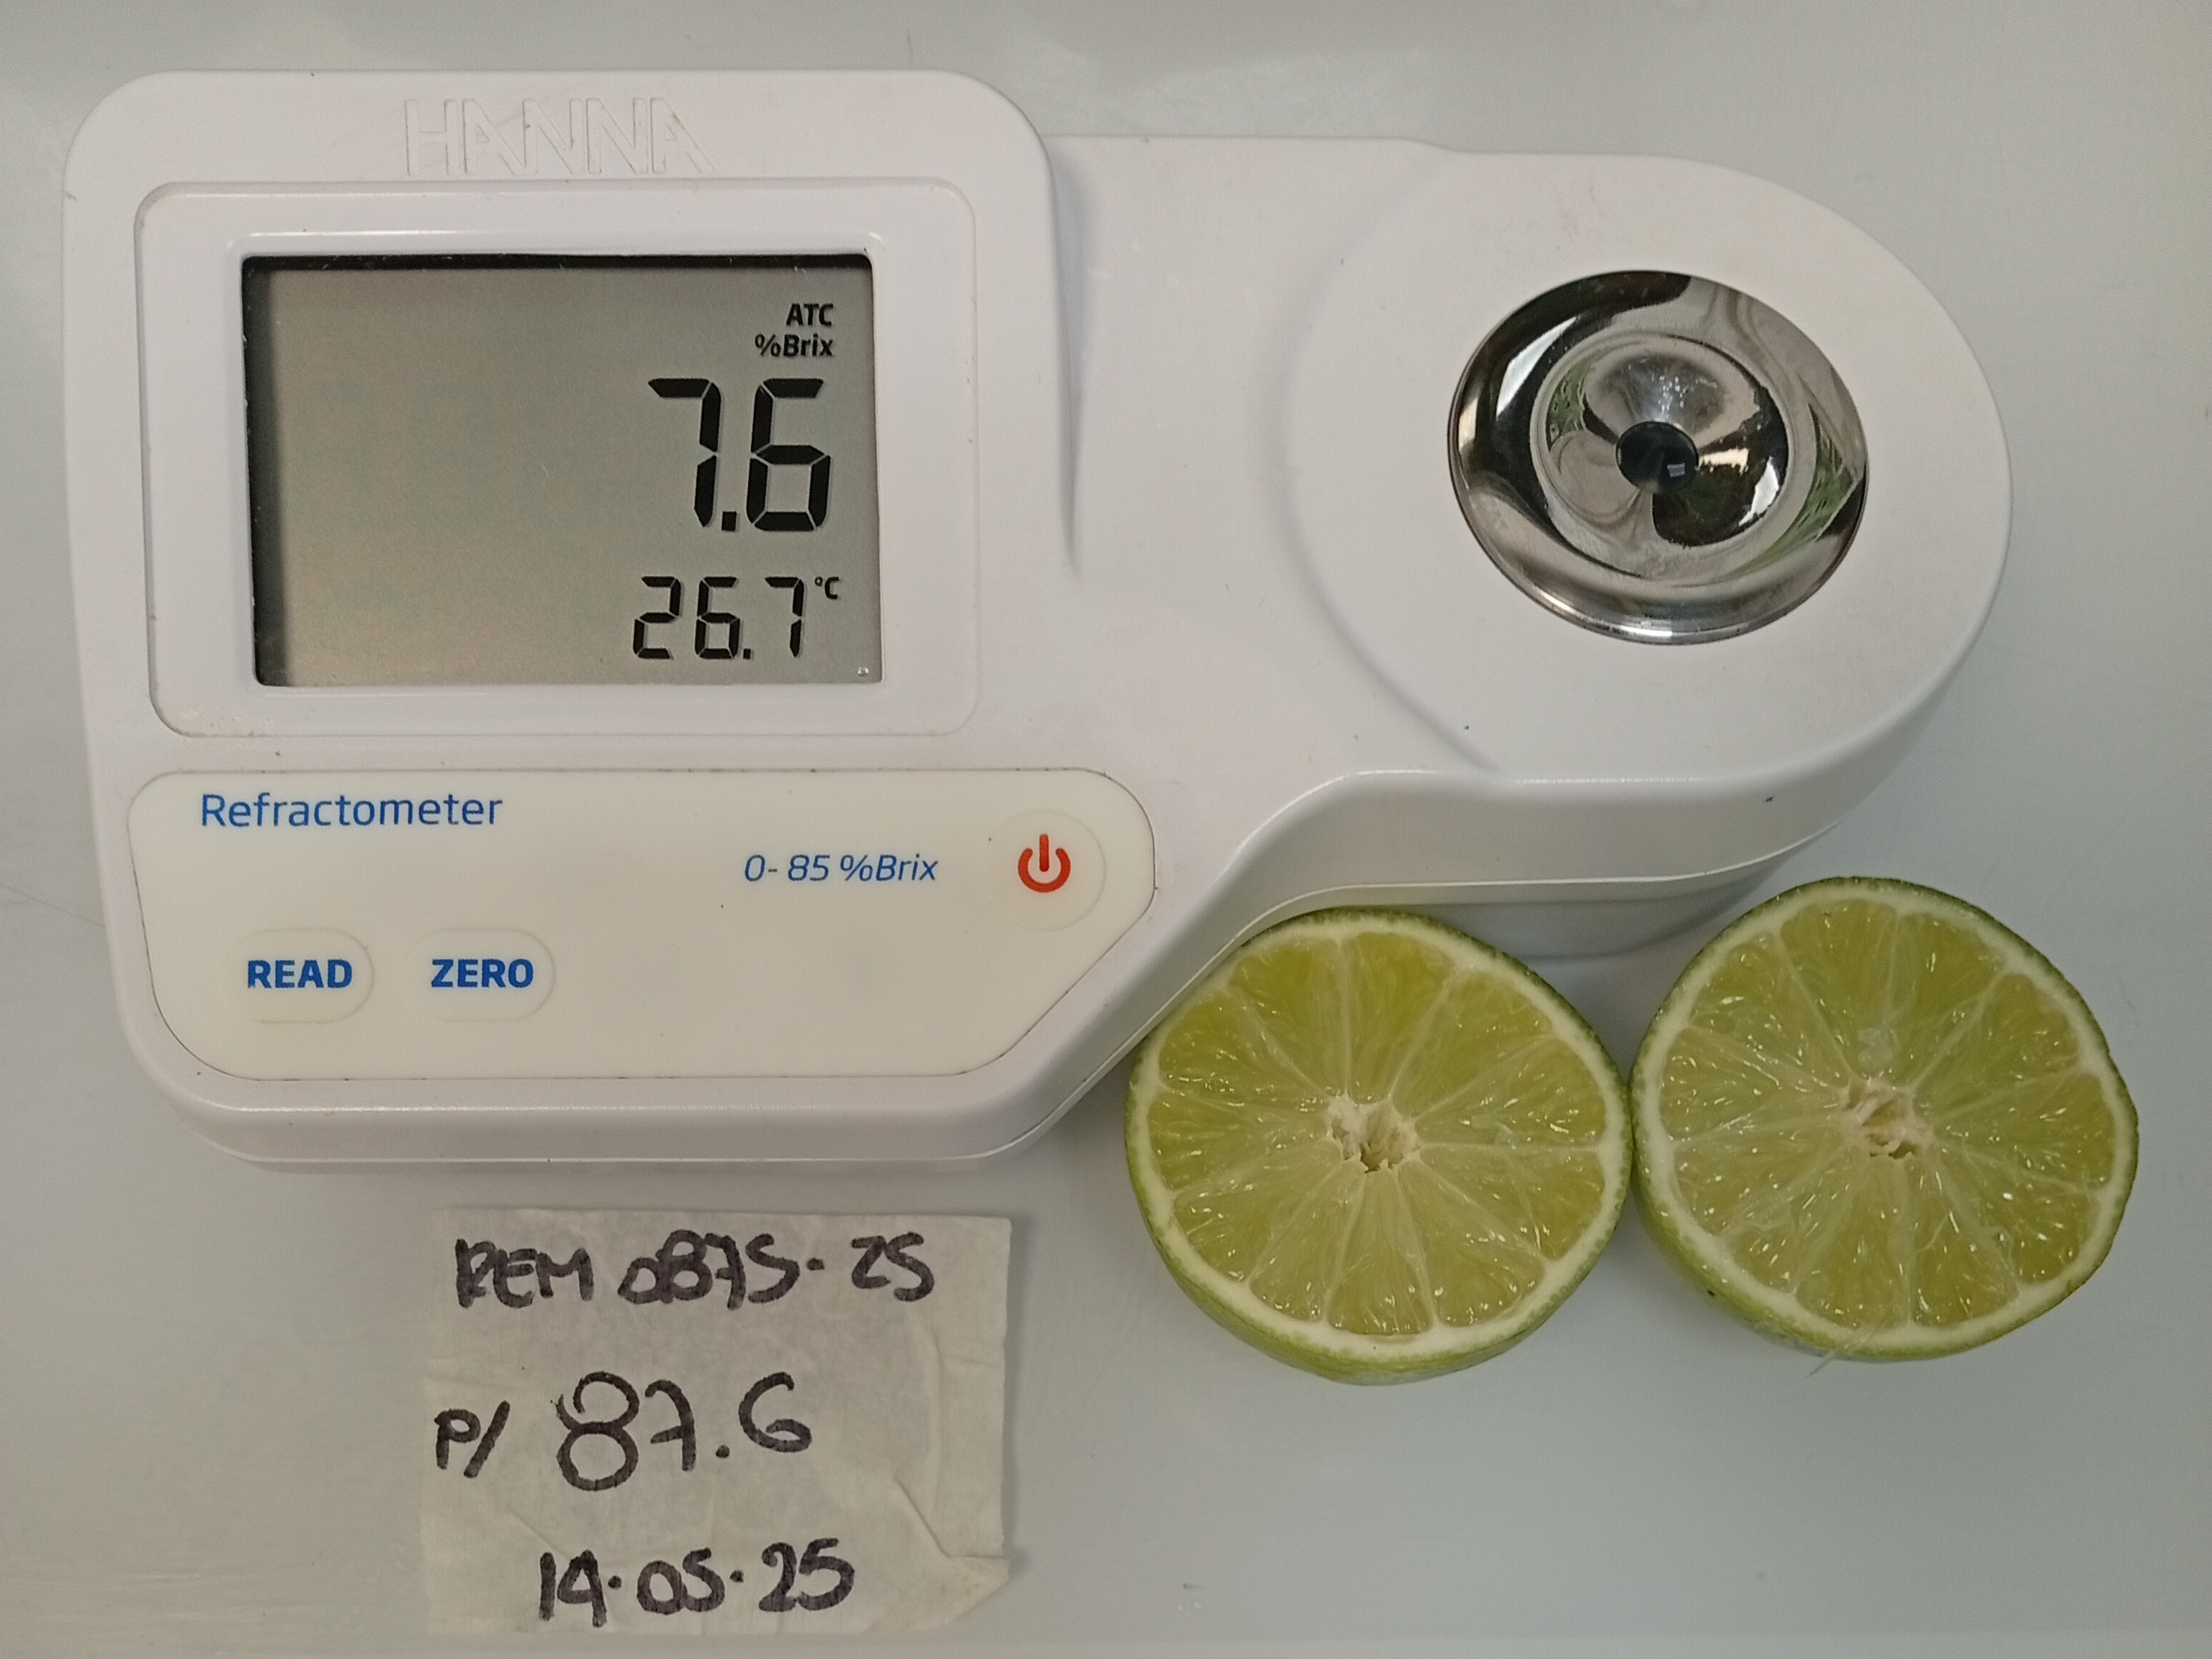 HANNA
ATC
%Brix
7.6
26.7 °C
Refractometer
0-85 %Brix
READ ZERO
REM 0875-25
P/ 87.6
14.05.25